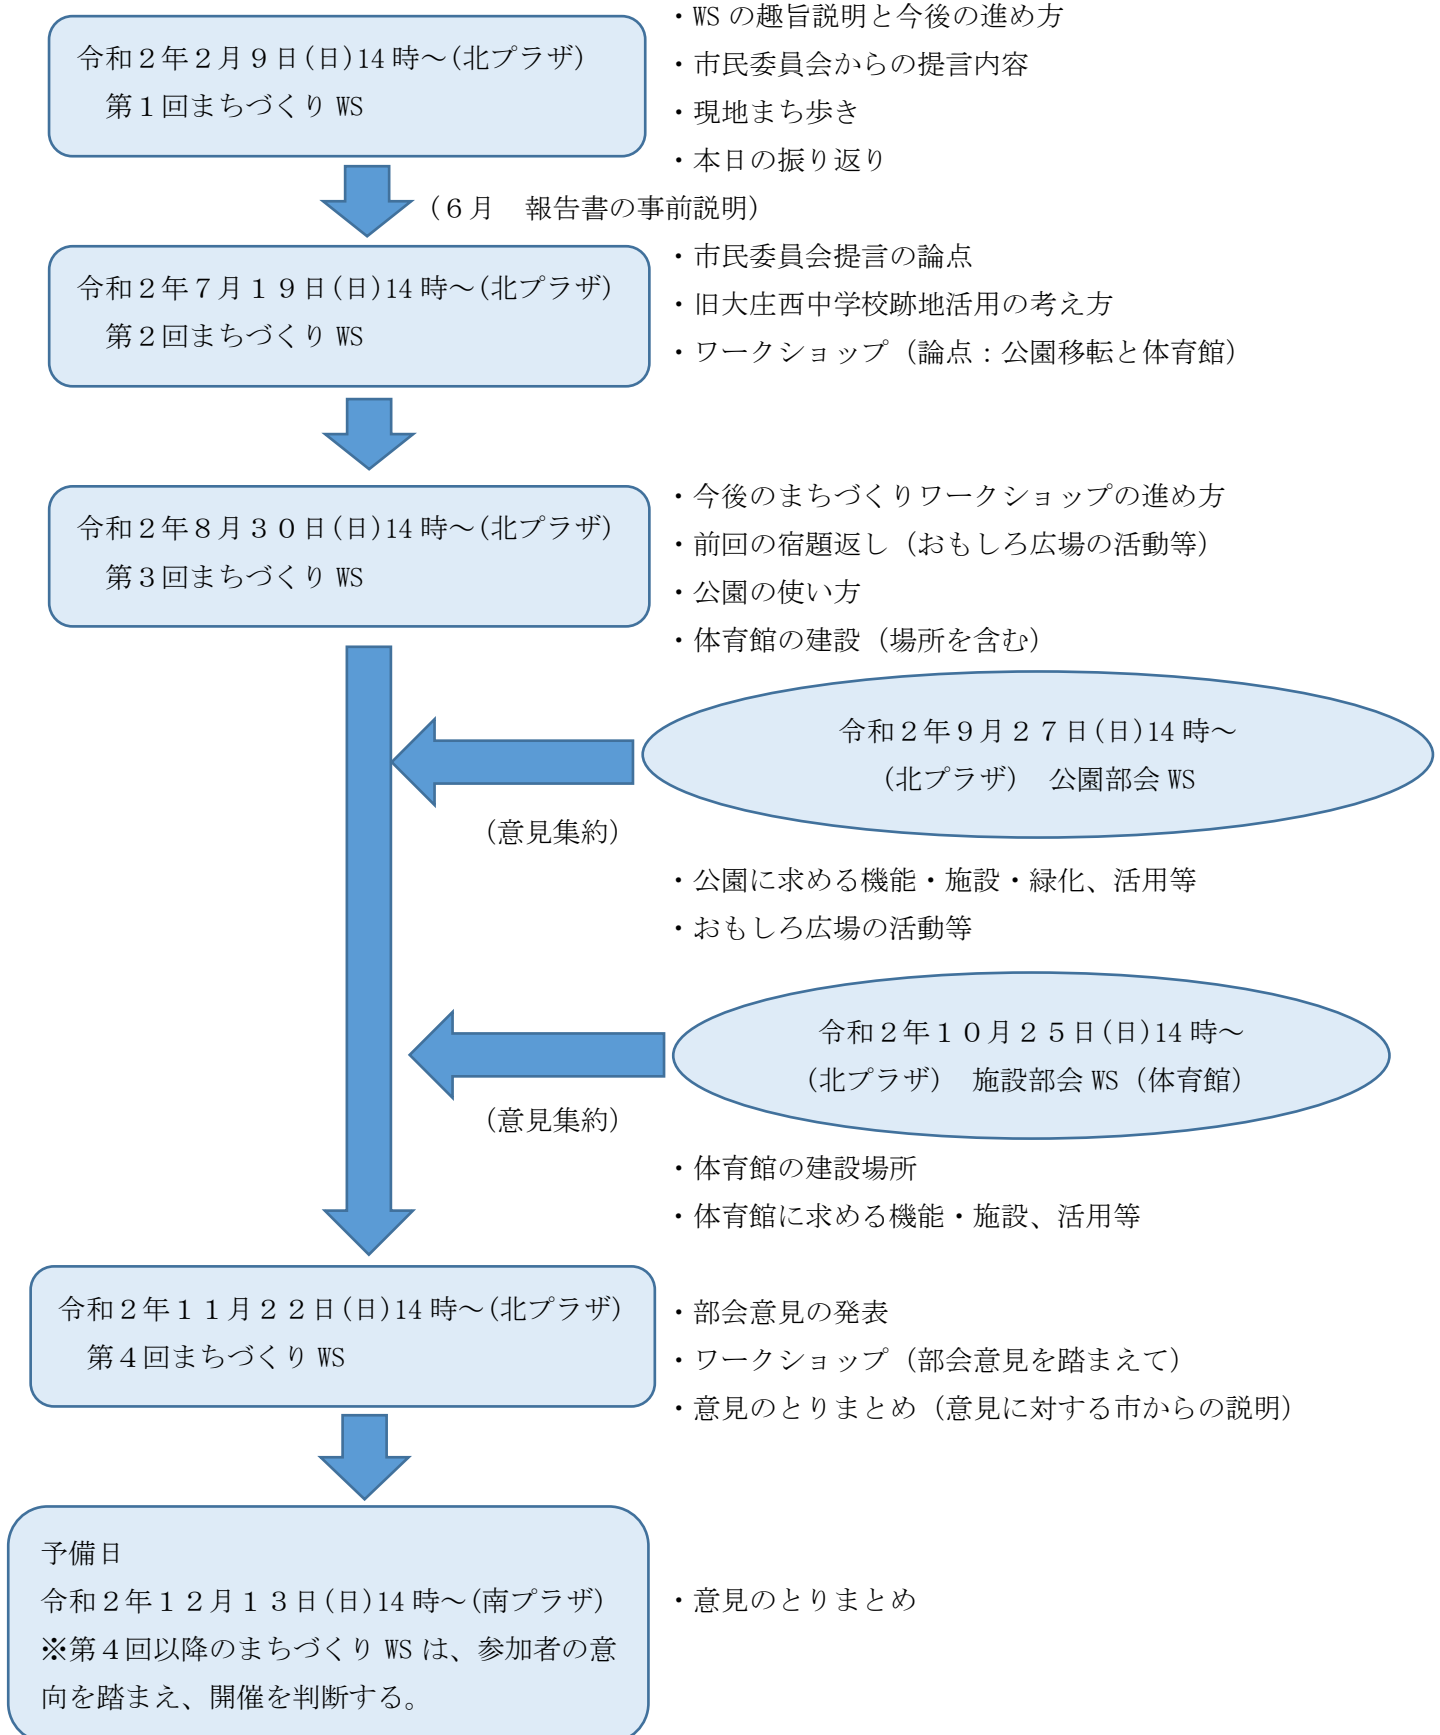 令和２年２月９日(日)14時～(北プラザ)
第１回まちづくり WS
・WSの趣旨説明と今後の進め方
・市民委員会からの提言内容
・現地まち歩き
・本日の振り返り
（６月　報告書の事前説明）
令和２年７月１９日(日)14時～(北プラザ)
第２回まちづくり WS
・市民委員会提言の論点
・旧大庄西中学校跡地活用の考え方
・ワークショップ（論点：公園移転と体育館）
令和２年８月３０日(日)14時～(北プラザ)
第３回まちづくり WS
・今後のまちづくりワークショップの進め方
・前回の宿題返し（おもしろ広場の活動等）
・公園の使い方
・体育館の建設（場所を含む）
令和２年９月２７日(日)14時～
(北プラザ)　公園部会 WS
（意見集約）
・公園に求める機能・施設・緑化、活用等
・おもしろ広場の活動等
令和２年１０月２５日(日)14時～
(北プラザ)　施設部会 WS（体育館）
（意見集約）
・体育館の建設場所
・体育館に求める機能・施設、活用等
令和２年１１月２２日(日)14時～(北プラザ)
第４回まちづくり WS
・部会意見の発表
・ワークショップ（部会意見を踏まえて）
・意見のとりまとめ（意見に対する市からの説明）
予備日
令和２年１２月１３日(日)14時～(南プラザ)
※第４回以降のまちづくり WS は、参加者の意
向を踏まえ、開催を判断する。
・意見のとりまとめ